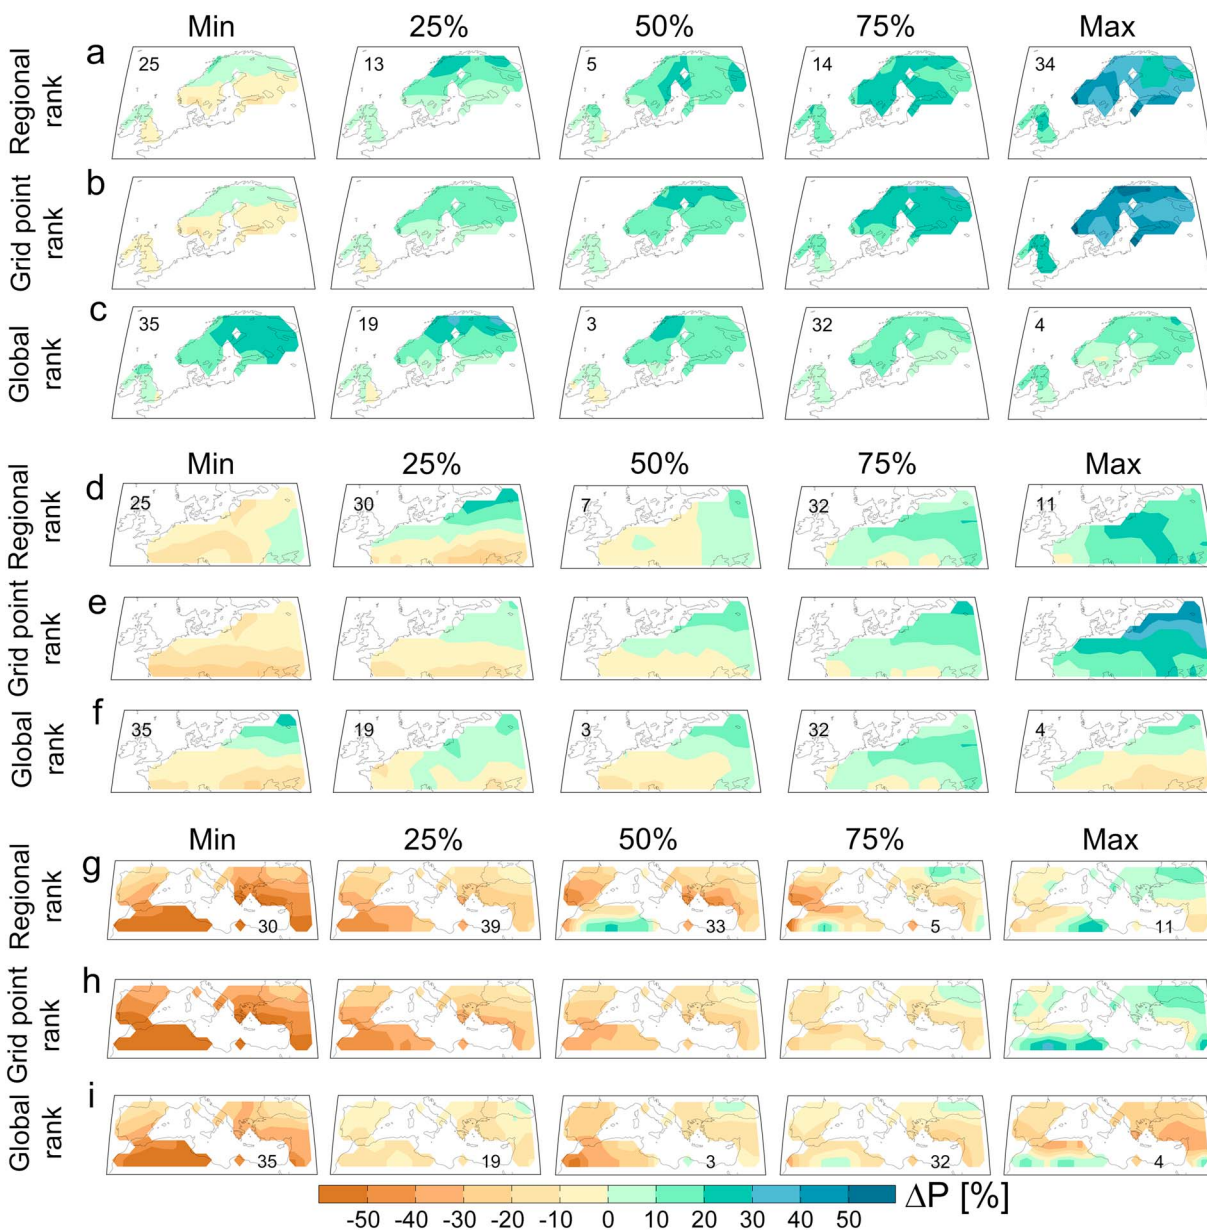 Min 25% 50% 75% Max
Regional rank
a
25 13 5 14 34
Grid point rank
b
Global rank
c
35 19 3 32 4
Min 25% 50% 75% Max
Regional rank
d
25 30 7 32 11
Grid point rank
e
Global rank
f
35 19 3 32 4
Min 25% 50% 75% Max
Regional rank
g
30 39 33 5 11
Grid point rank
h
Global rank
i
35 19 3 32 4
ΔP [%]
-50 -40 -30 -20 -10 0 10 20 30 40 50